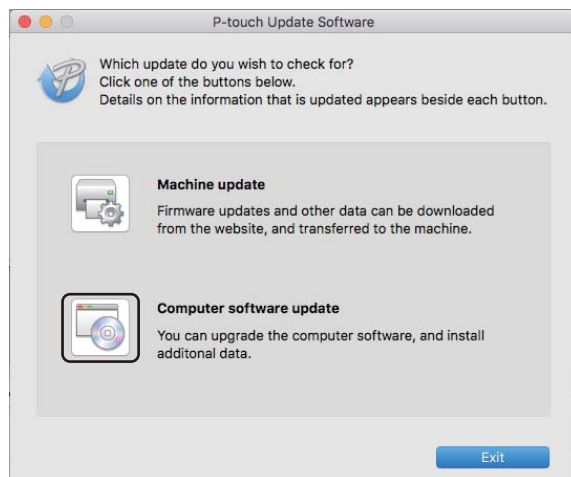 P-touch Update Software
Which update do you wish to check for?
Click one of the buttons below.
Details on the information that is updated appears beside each button.
Machine update
Firmware updates and other data can be downloaded
from the website, and transferred to the machine.
Computer software update
You can upgrade the computer software, and install
additonal data.
Exit